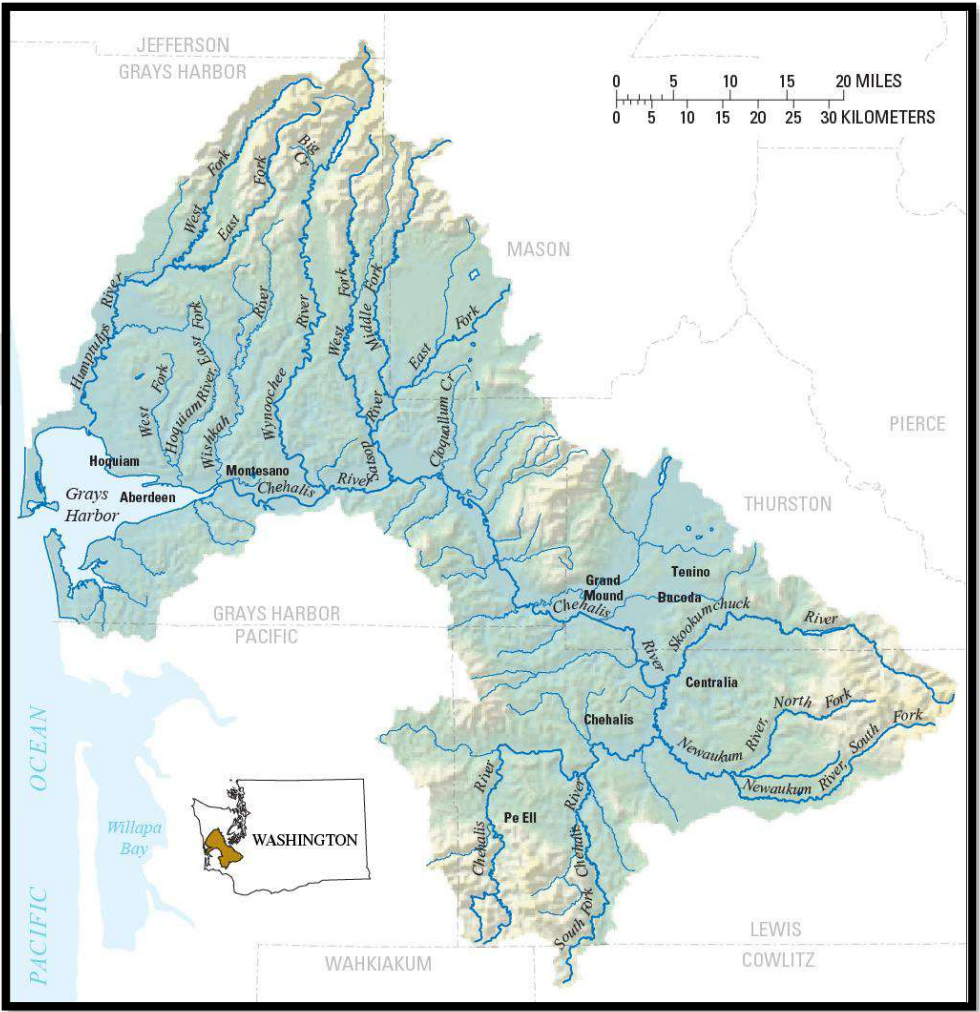 JEFFERSON
GRAYS HARBOR
0 5 10 15 20 MILES
0 5 10 15 20 25 30 KILOMETERS
Big
Cr
West Fork
East Fork
MASON
Humptulips River
West Fork
Hoquiam River, East Fork
Wishkah River
Wynoochee River
West Fork
Middle Fork
East Fork
Satsop River
Cloquallum Cr
PIERCE
Hoquiam
Montesano
Chehalis River
Grays
Harbor
Aberdeen
THURSTON
Tenino
Grand
Mound
Bucoda
Chehalis River
Skookumchuck River
GRAYS HARBOR
PACIFIC
Centralia
Chehalis
Newaukum River, North Fork
Newaukum River, South Fork
PACIFIC OCEAN
Willapa
Bay
WASHINGTON
Chehalis River
Pe Ell
South Fork Chehalis River
LEWIS
COWLITZ
WAHKIAKUM